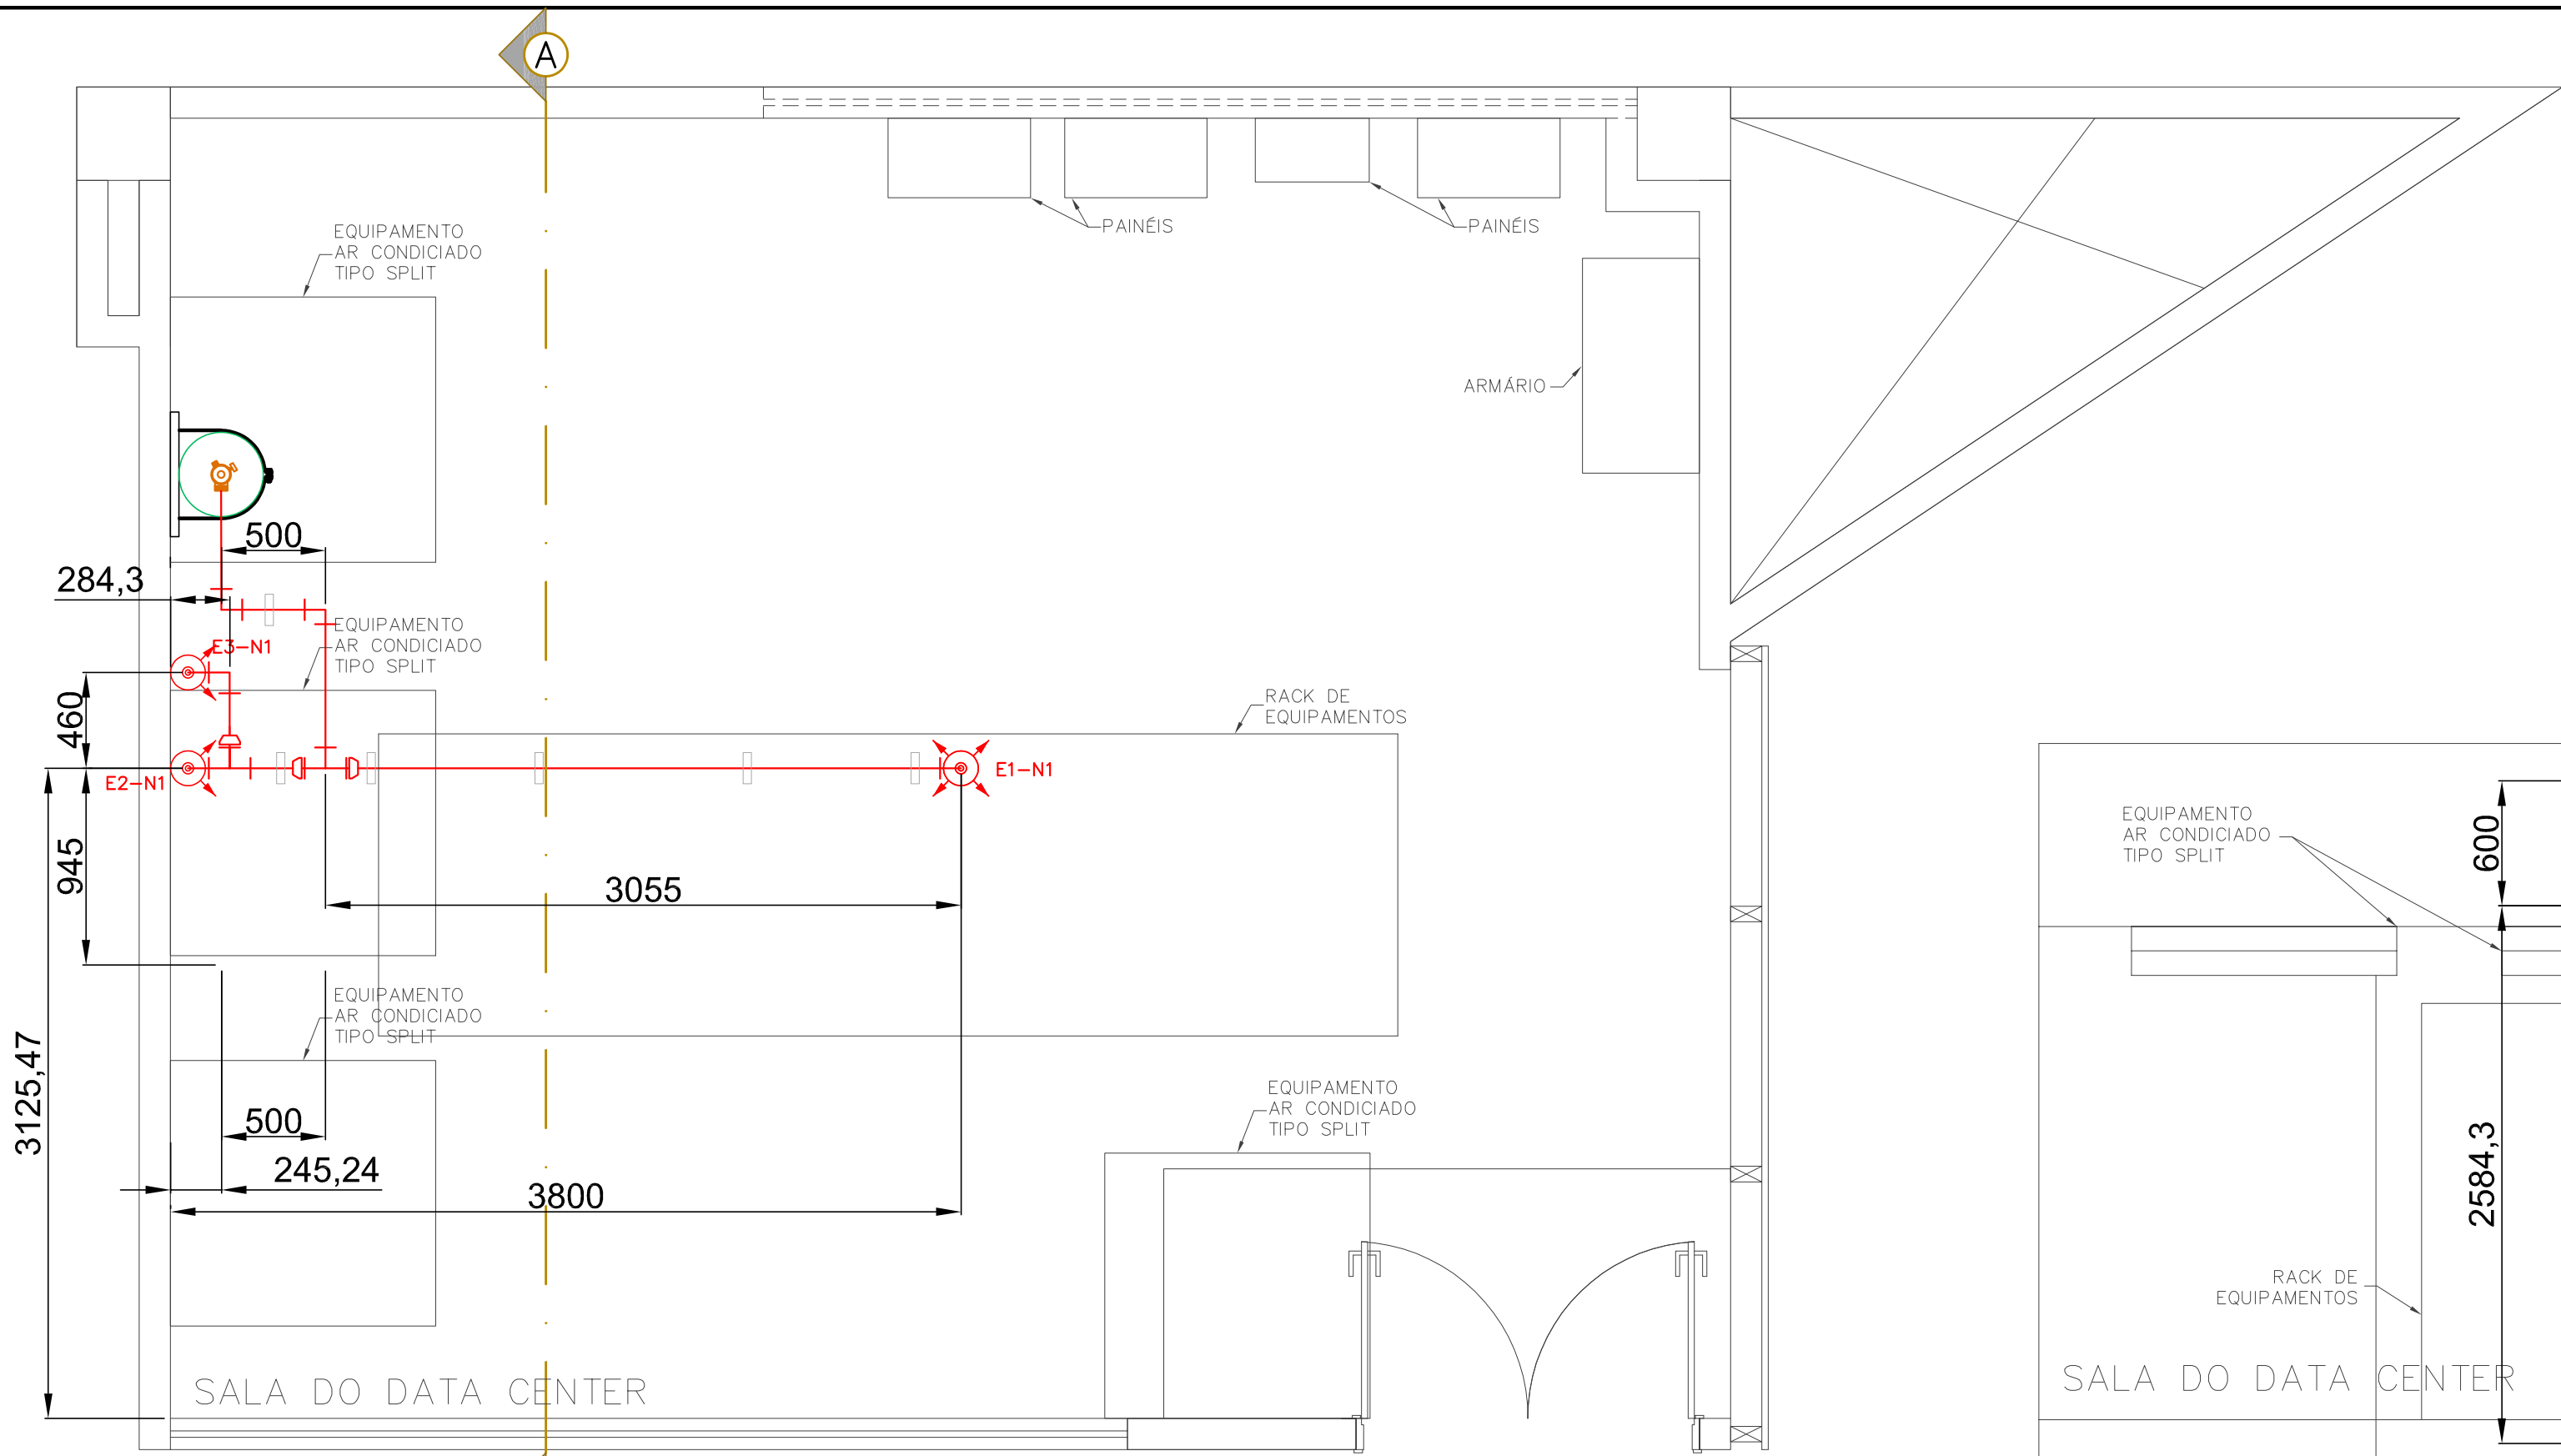 A
EQUIPAMENTO
AR CONDICIADO
TIPO SPLIT
PAINÉIS
PAINÉIS
ARMÁRIO
500
284,3
EQUIPAMENTO
AR CONDICIADO
TIPO SPLIT
E3-N1
460
RACK DE
EQUIPAMENTOS
E2-N1
E1-N1
945
3055
EQUIPAMENTO
AR CONDICIADO
TIPO SPLIT
600
EQUIPAMENTO
AR CONDICIADO
TIPO SPLIT
3125,47
500
245,24
3800
EQUIPAMENTO
AR CONDICIADO
TIPO SPLIT
2584,3
RACK DE
EQUIPAMENTOS
SALA DO DATA CENTER
SALA DO DATA CENTER